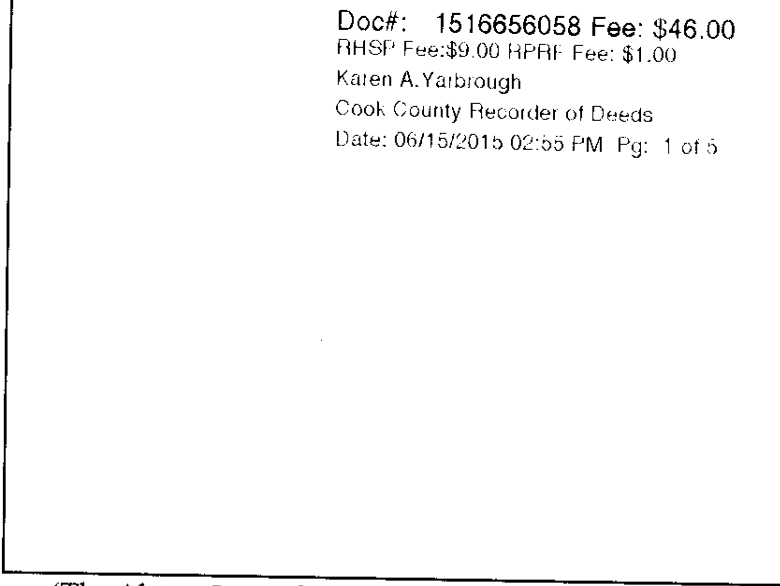 Doc#: 1516656058 Fee: $46.00
RHSP Fee:$9.00 RPRF Fee: $1.00
Karen A.Yarbrough
Cook County Recorder of Deeds
Date: 06/15/2015 02:55 PM Pg: 1 of 5